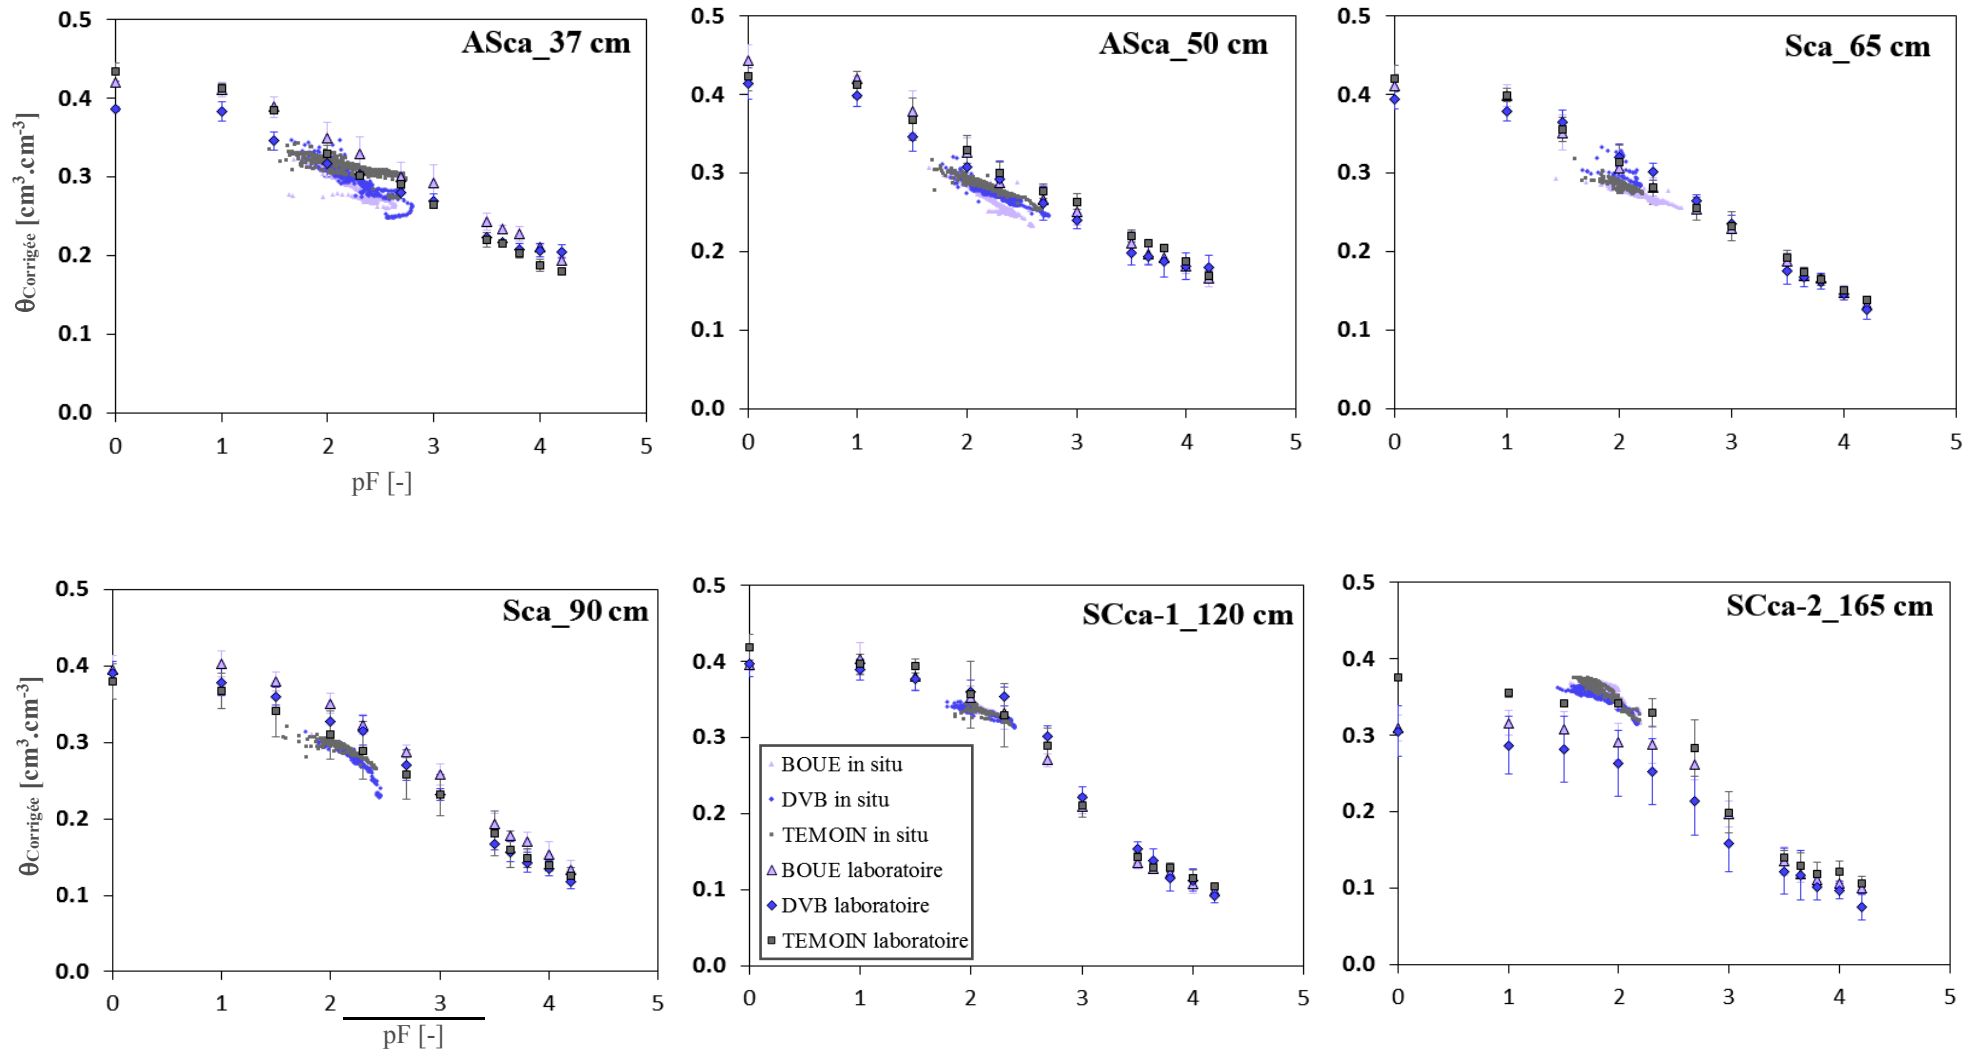 ASca_37 cm
0.5
0.4
0.3
0.2
0.1
0.0
θCorrigée [cm³.cm⁻³]
0 1 2 3 4 5
pF [-]
ASca_50 cm
0.5
0.4
0.3
0.2
0.1
0.0
0 1 2 3 4 5
Sca_65 cm
0.5
0.4
0.3
0.2
0.1
0.0
0 1 2 3 4 5
Sca_90 cm
0.5
0.4
0.3
0.2
0.1
0.0
θCorrigée [cm³.cm⁻³]
0 1 2 3 4 5
pF [-]
SCca-1_120 cm
0.5
0.4
0.3
0.2
0.1
0.0
BOUE in situ
DVB in situ
TEMOIN in situ
BOUE laboratoire
DVB laboratoire
TEMOIN laboratoire
0 1 2 3 4 5
SCca-2_165 cm
0.5
0.4
0.3
0.2
0.1
0.0
0 1 2 3 4 5